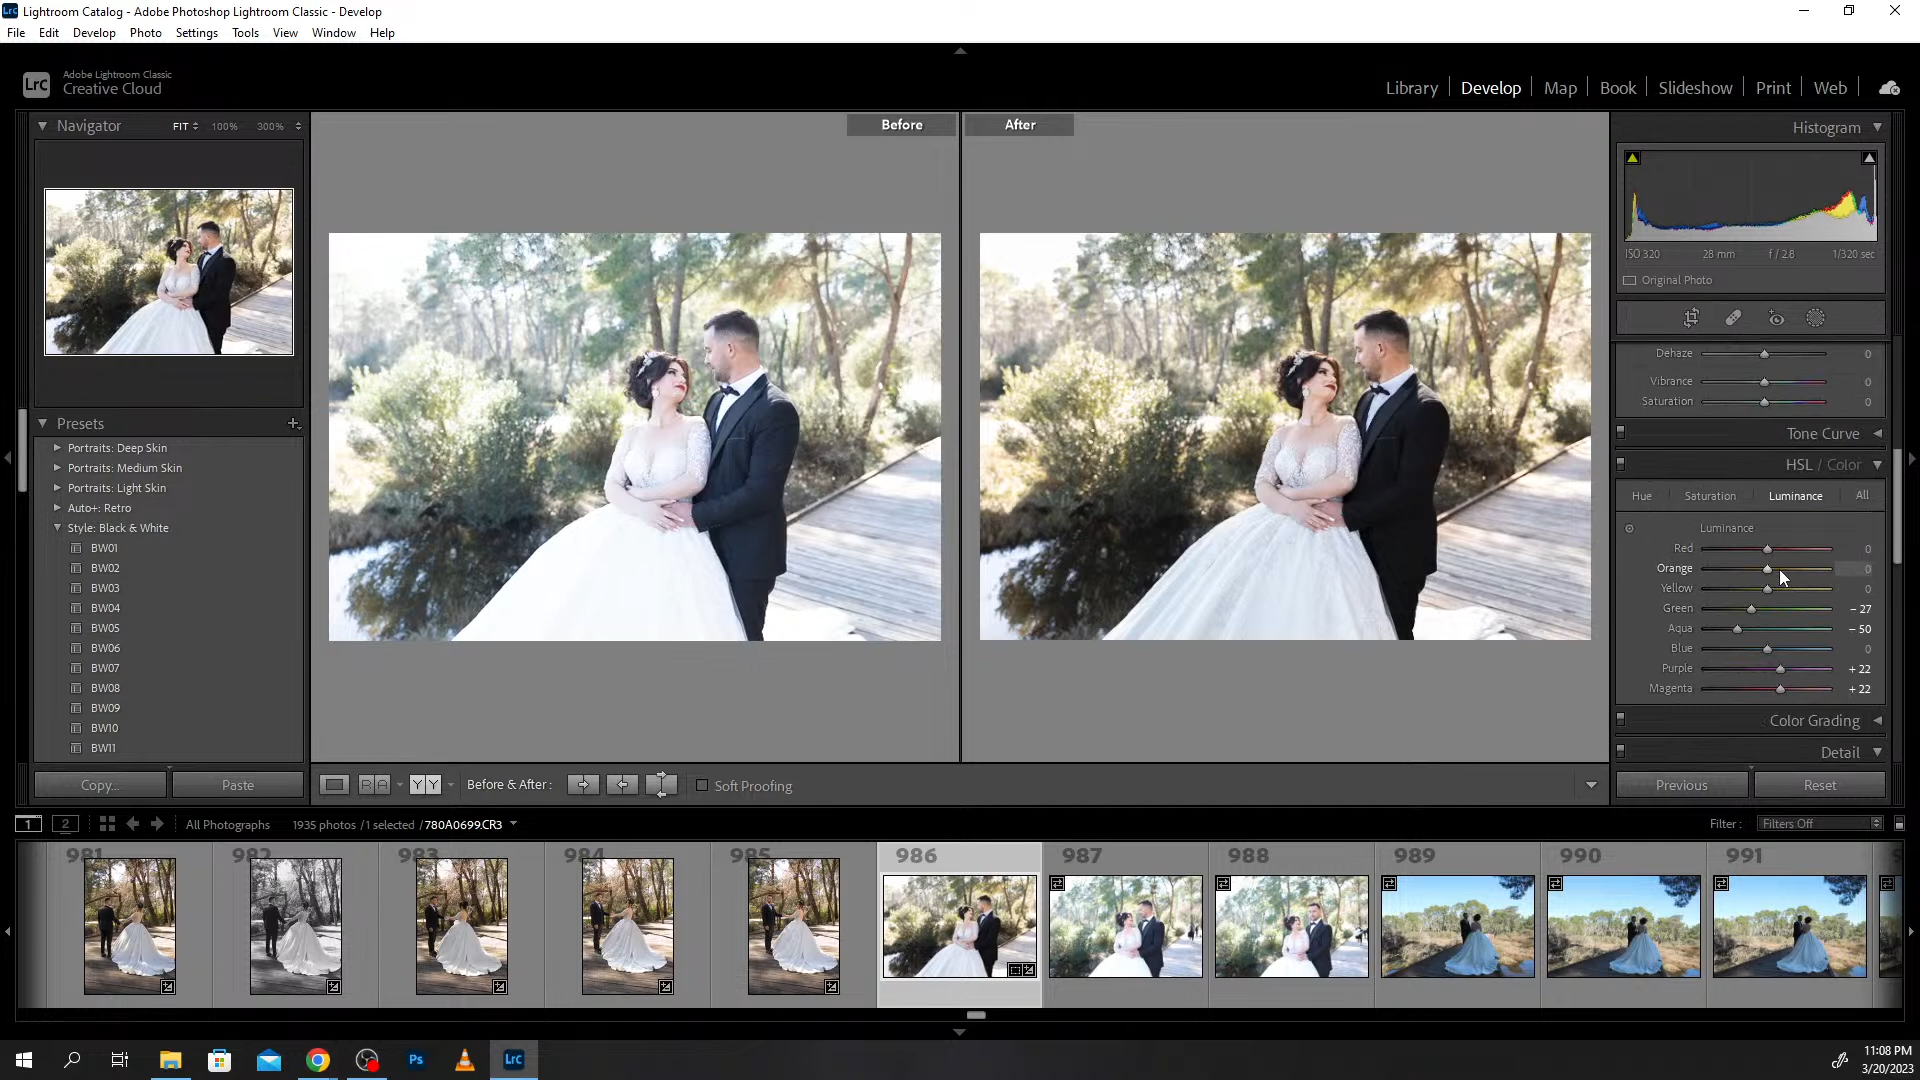 Lightroom Catalog - Adobe Photoshop Lightroom Classic - Develop
File Edit Develop Photo Settings Tools View Window Help
LrC
Adobe Lightroom Classic
Creative Cloud
Library Develop Map Book Slideshow Print Web
Navigator FIT 100% 300%
Before After
Histogram
ISO 320 28 mm f / 2.8 1/320 sec
Original Photo
Dehaze 0
Vibrance 0
Saturation 0
Tone Curve
HSL / Color
Hue Saturation Luminance All
Luminance
Red 0
Orange 0
Yellow 0
Green - 27
Aqua - 50
Blue 0
Purple + 22
Magenta + 22
Color Grading
Detail
Previous Reset
Presets
Portraits: Deep Skin
Portraits: Medium Skin
Portraits: Light Skin
Auto+: Retro
Style: Black & White
BW01
BW02
BW03
BW04
BW05
BW06
BW07
BW08
BW09
BW10
BW11
Copy... Paste
R A Y Y Before & After : Soft Proofing
1 2 All Photographs 1935 photos / 1 selected / 780A0699.CR3 Filter : Filters Off
981 982 983 984 985 986 987 988 989 990 991
Ps LrC
11:08 PM
3/20/2023